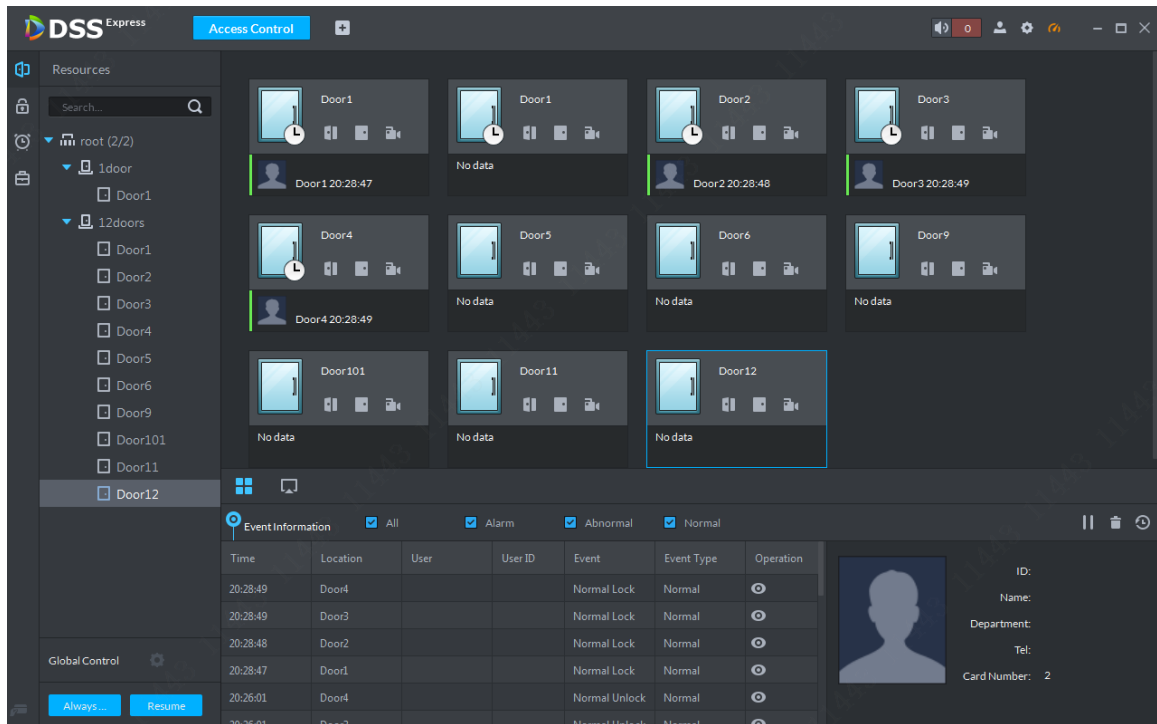 DSS Express
Access Control
0
Resources
Search...
root (2/2)
1door
Door1
12doors
Door1
Door2
Door3
Door4
Door5
Door6
Door9
Door101
Door11
Door12
Global Control
Always...
Resume
Door1
Door1 20:28:47
Door1
No data
Door2
Door2 20:28:48
Door3
Door3 20:28:49
Door4
Door4 20:28:49
Door5
No data
Door6
No data
Door9
No data
Door101
No data
Door11
No data
Door12
No data
Event Information All Alarm Abnormal Normal
Time Location User User ID Event Event Type Operation
20:28:49 Door4 Normal Lock Normal
20:28:49 Door3 Normal Lock Normal
20:28:48 Door2 Normal Lock Normal
20:28:47 Door1 Normal Lock Normal
20:26:01 Door4 Normal Unlock Normal
ID:
Name:
Department:
Tel:
Card Number: 2